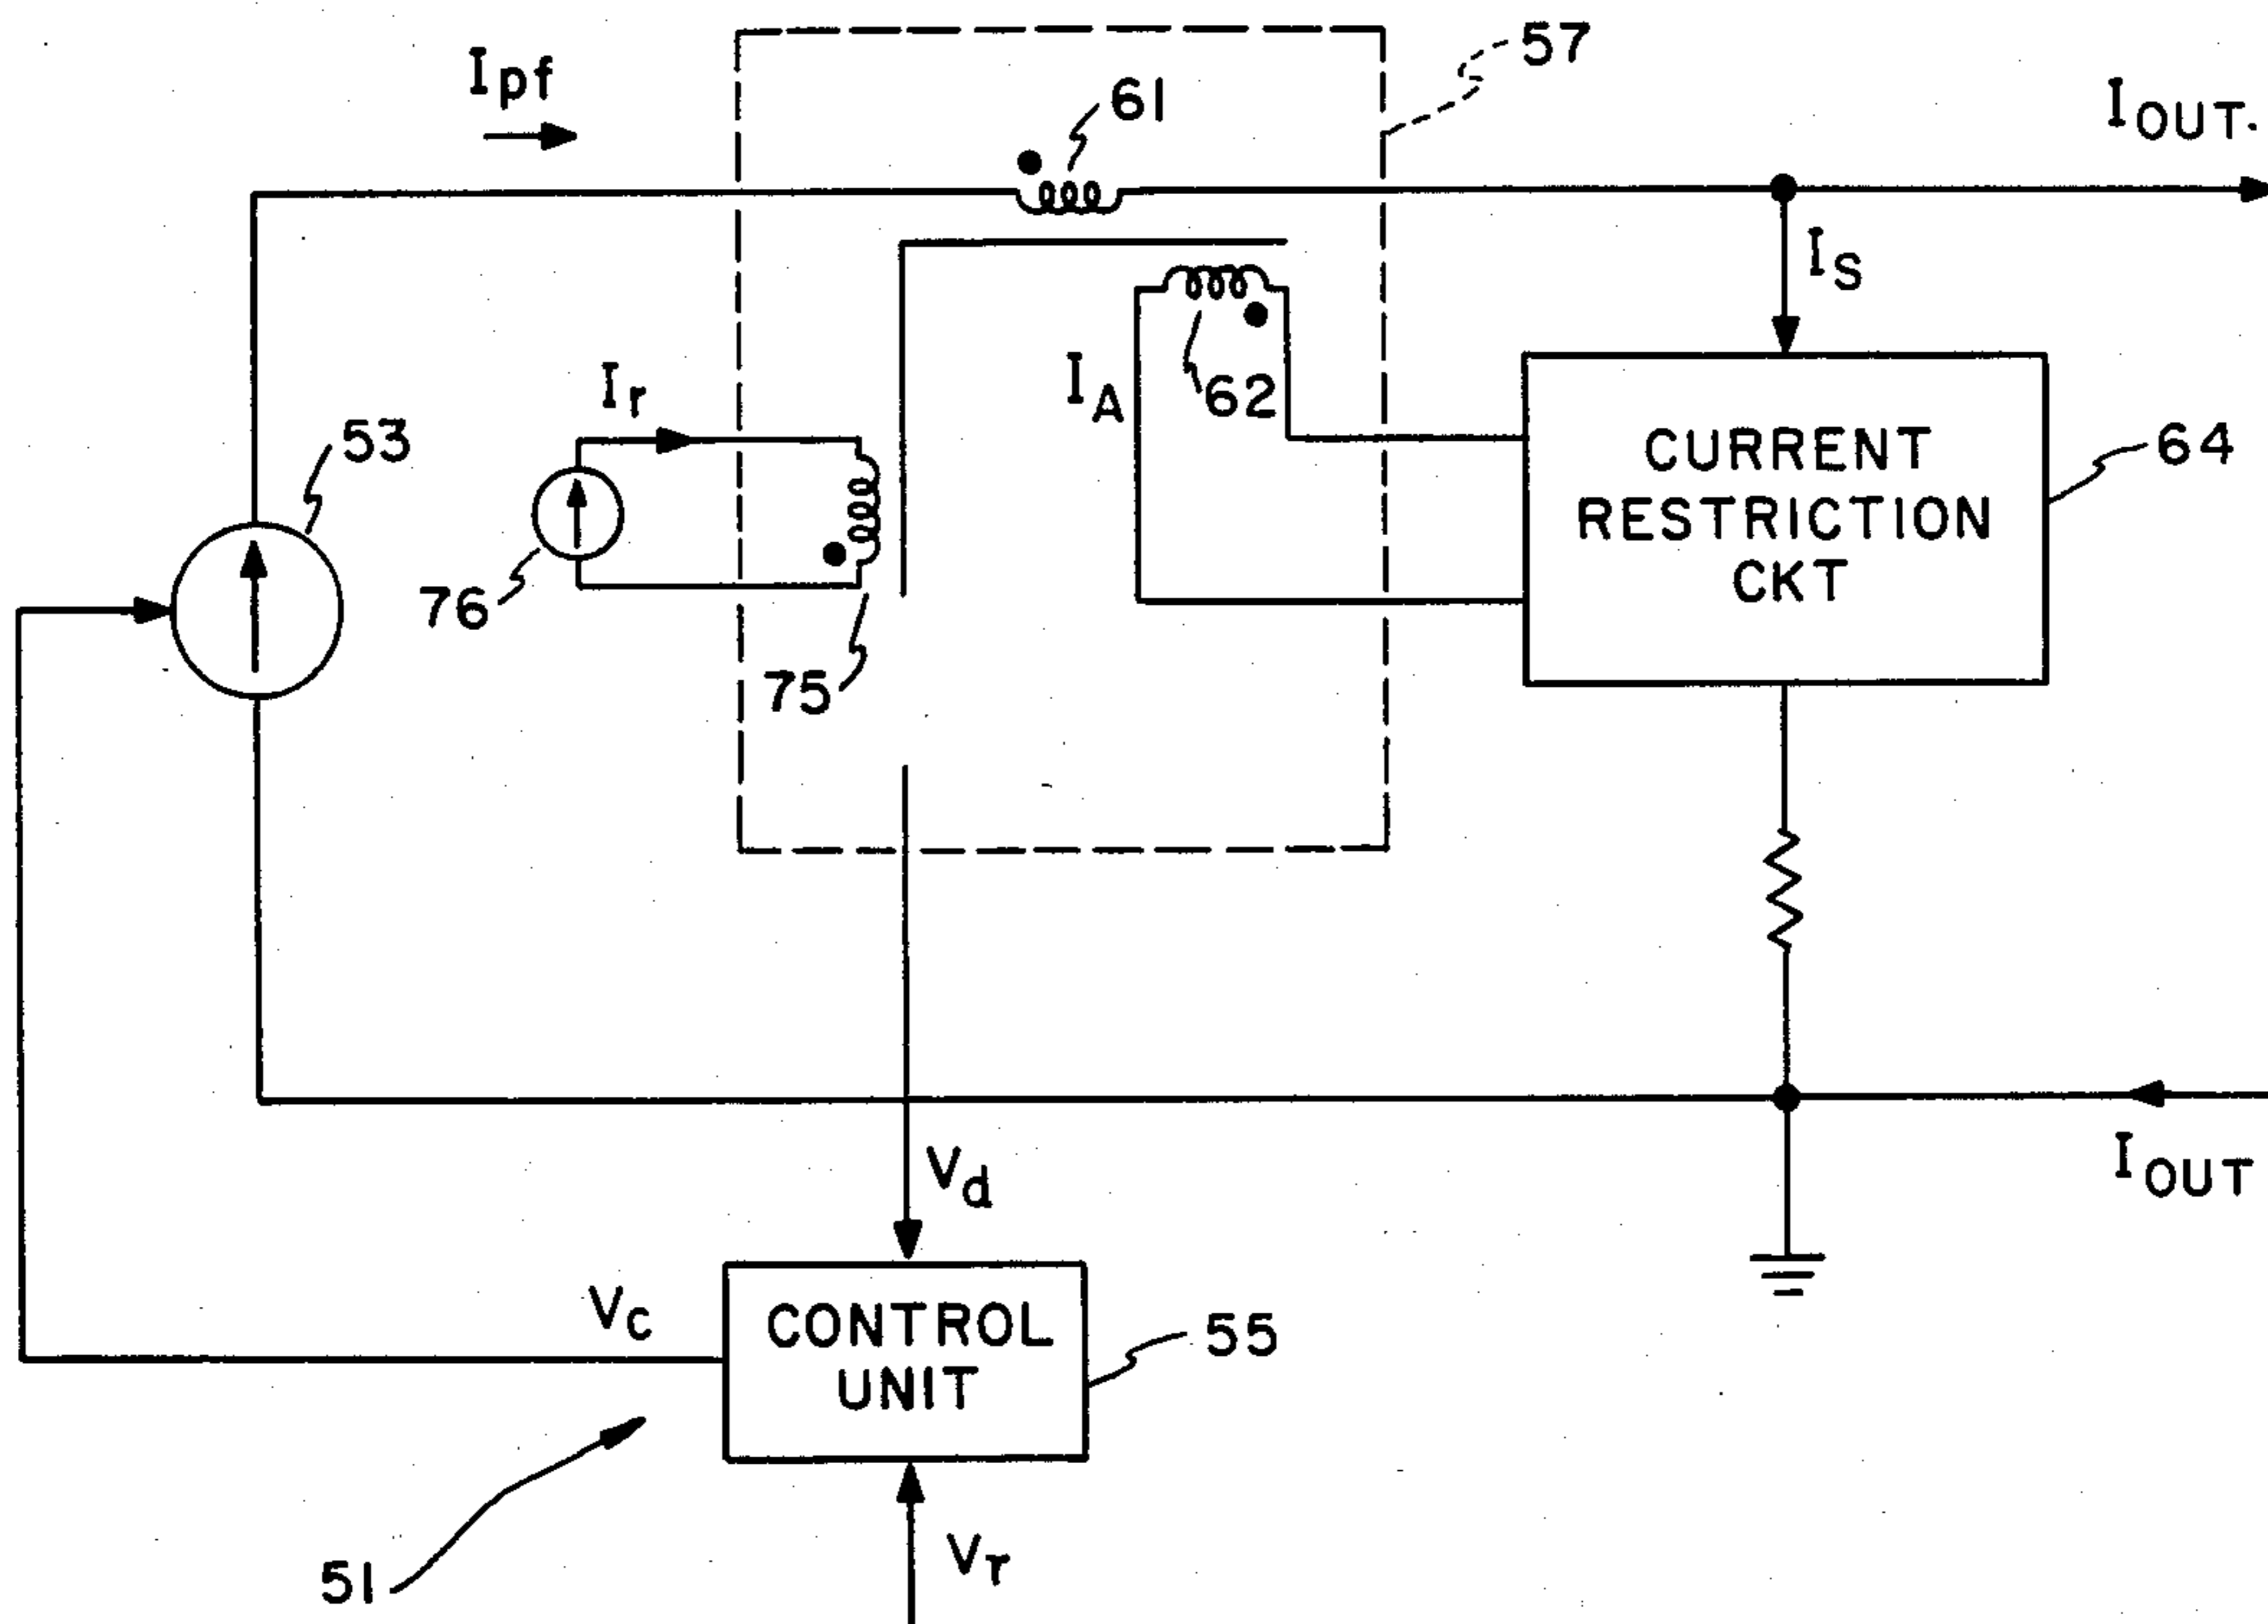 Ipf
57
61
IOUT.
IS
Ir
IA
62
53
CURRENT
RESTRICTION
CKT
64
76
75
Vd
IOUT
VC
CONTROL
UNIT
55
51
Vr